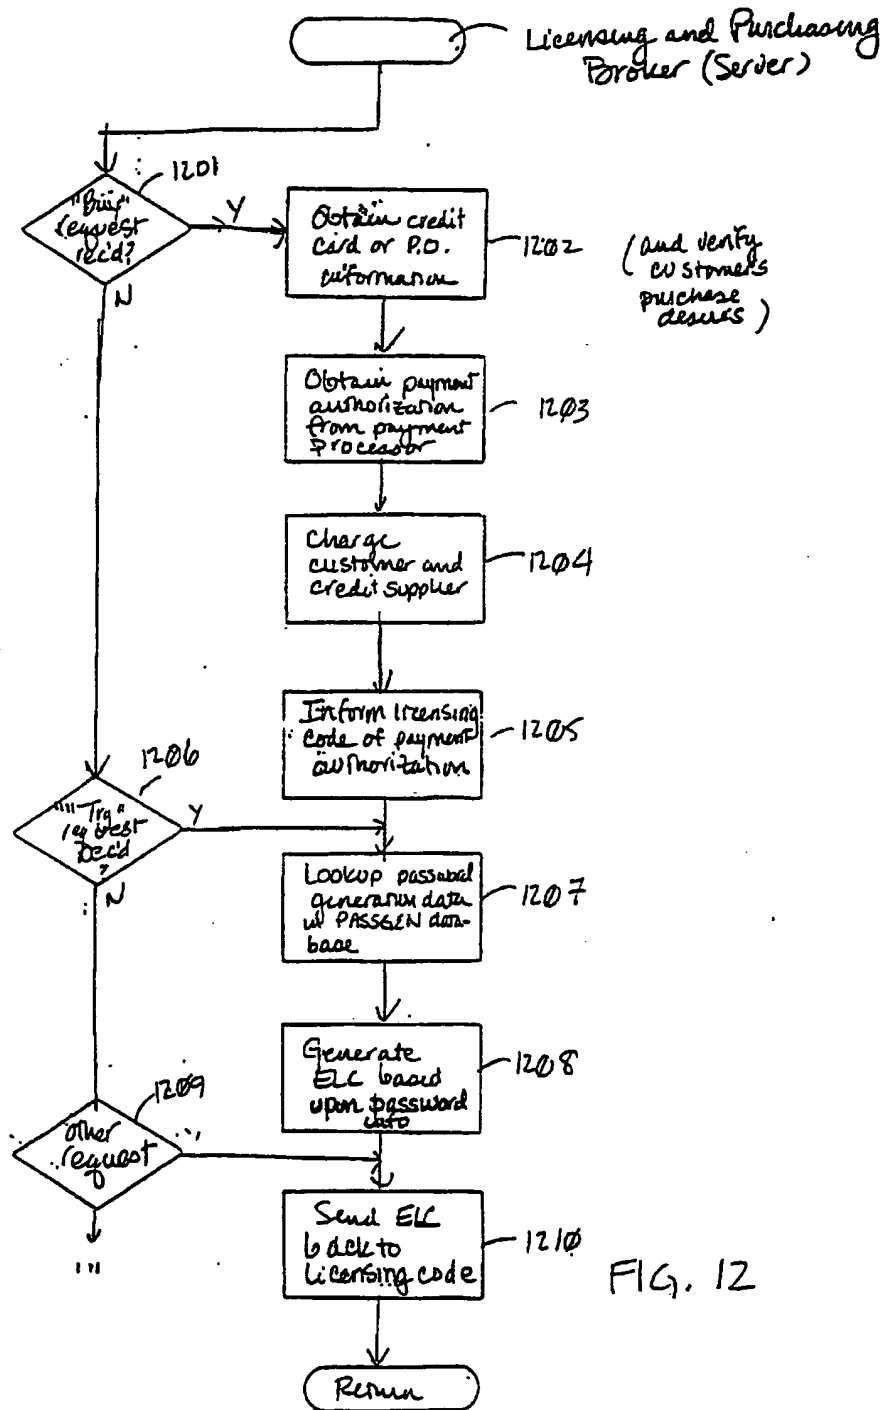 Licensing and Purchasing
Broker (Server)
1201
"Buy"
request
rec'd?
Y
N
Obtain credit
card or P.O.
information
1202
(and verify
customers
purchase
desires)
Obtain payment
authorization
from payment
processor
1203
Charge
customer and
credit supplier
1204
Inform licensing
code of payment
authorization
1205
1206
"Try"
request
rec'd
?
Y
N
Lookup password
generation data
w/ PASSGEN data-
base
1207
Generate
ELC based
upon password
info
1208
1209
other
request
...
Send ELC
back to
licensing code
1210
FIG. 12
Return